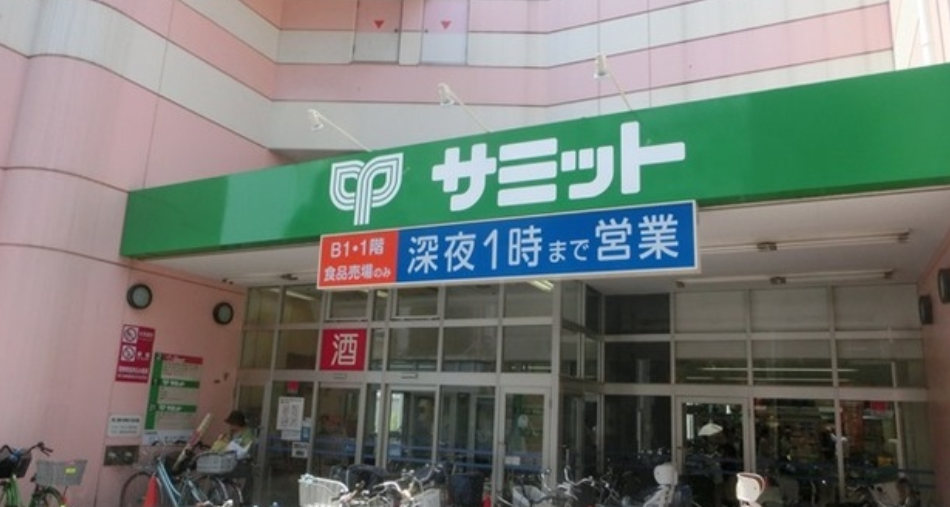 サミット
B1・1階
食品売場のみ
深夜1時まで営業
酒